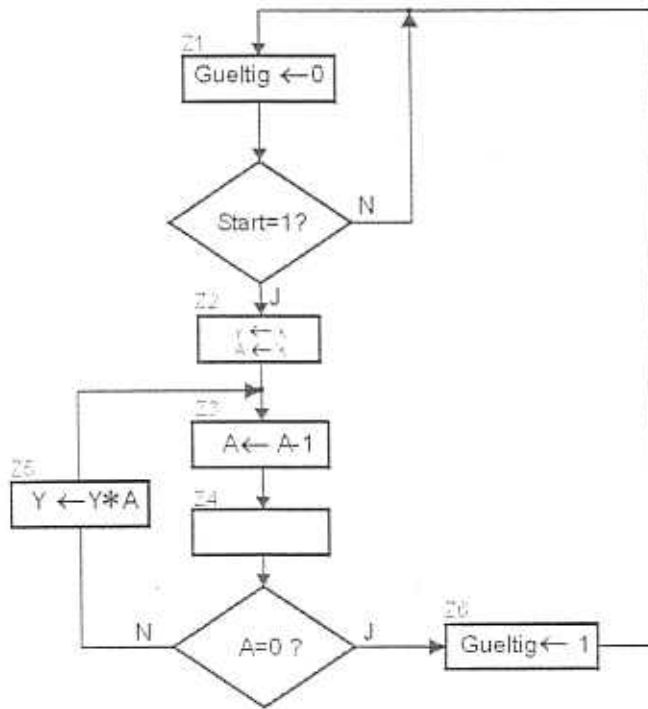 Z1
Gueltig ←0
Start=1?
N
J
Z2
Z3
A← A-1
Z4
Z5
Y ←Y*A
A=0 ?
N
J
Z6
Gueltig← 1